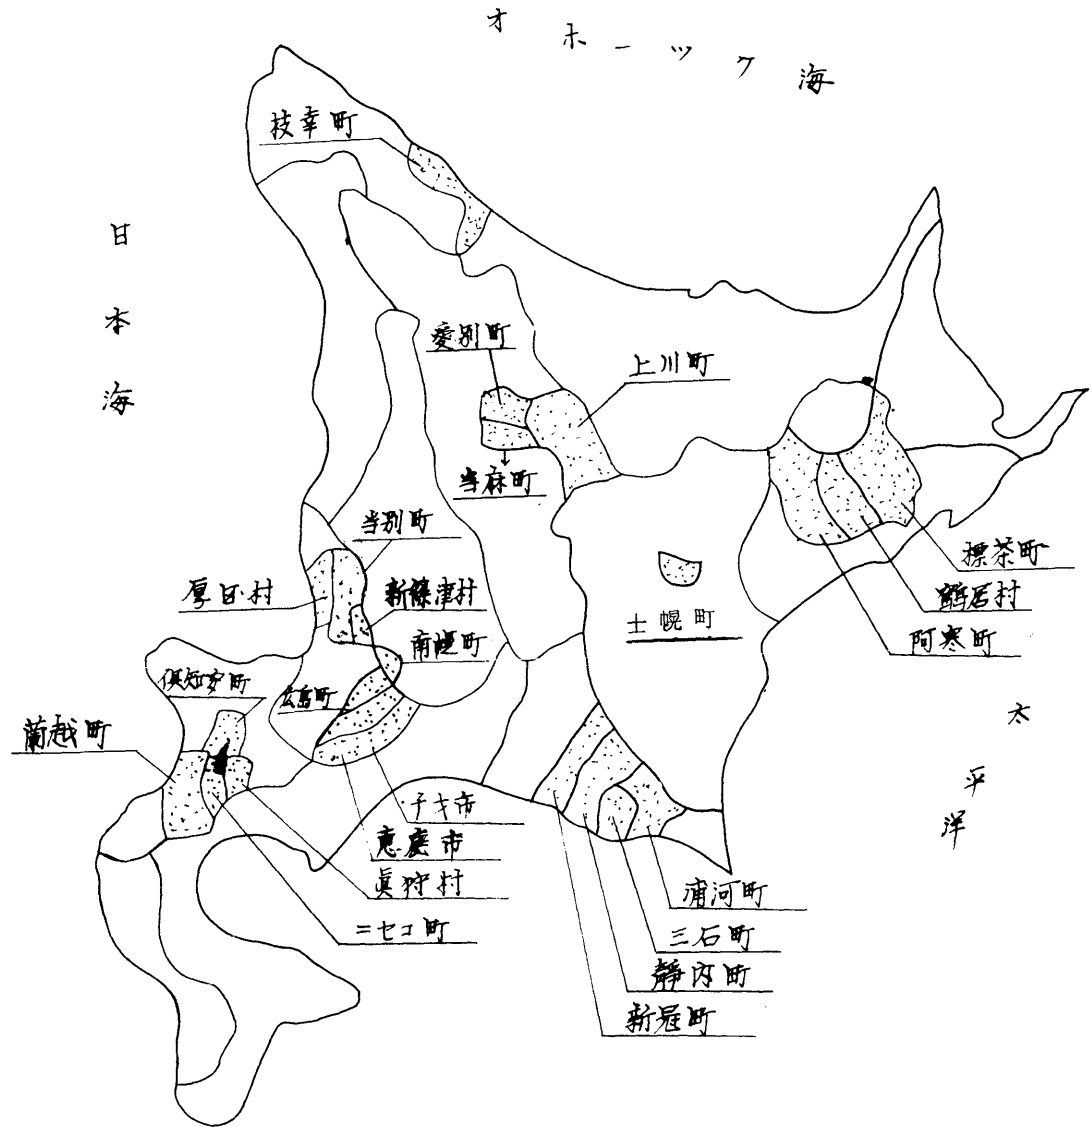 オホーツク海
枝幸町
日本海
愛別町
上川町
当麻町
当別町
厚田村
新篠津村
標茶町
鶴居村
阿寒町
士幌町
南幌町
倶知安町
広島町
蘭越町
太平洋
千才市
恵庭市
真狩村
ニセコ町
浦河町
三石町
静内町
新冠町